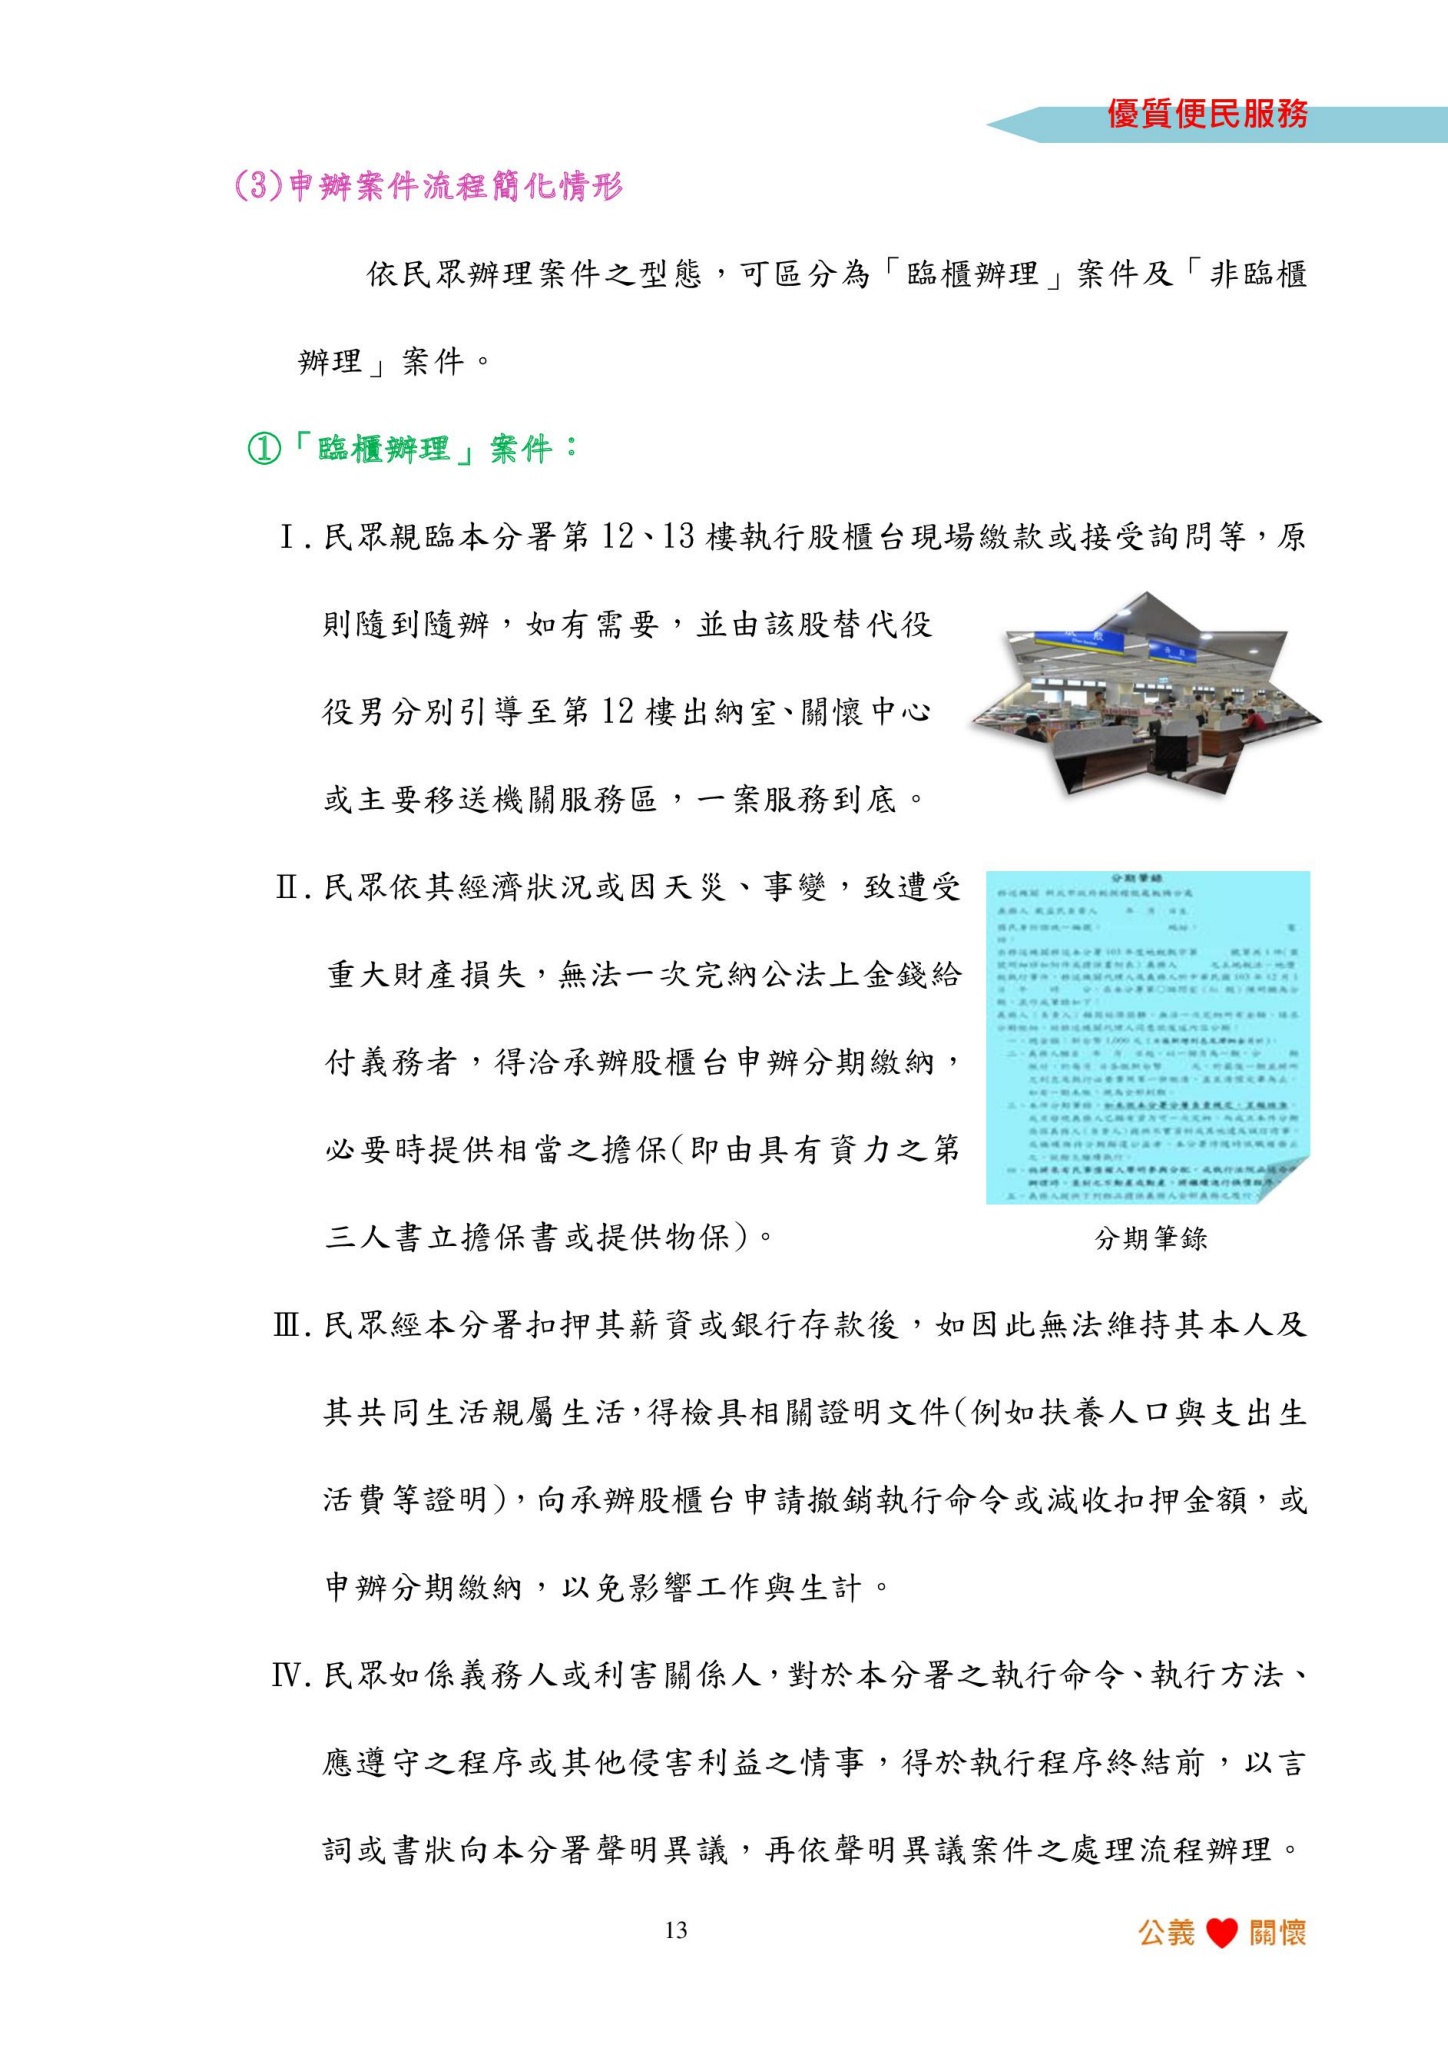 優質便民服務
(3)申辦案件流程簡化情形
依民眾辦理案件之型態，可區分為「臨櫃辦理」案件及「非臨櫃
辦理」案件。
①「臨櫃辦理」案件：
Ⅰ.民眾親臨本分署第 12、13 樓執行股櫃台現場繳款或接受詢問等，原
則隨到隨辦，如有需要，並由該股替代役
役男分別引導至第 12 樓出納室、關懷中心
或主要移送機關服務區，一案服務到底。
Ⅱ.民眾依其經濟狀況或因天災、事變，致遭受
重大財產損失，無法一次完納公法上金錢給
付義務者，得洽承辦股櫃台申辦分期繳納，
必要時提供相當之擔保(即由具有資力之第
三人書立擔保書或提供物保)。
分期筆錄
分期筆錄
Ⅲ.民眾經本分署扣押其薪資或銀行存款後，如因此無法維持其本人及
其共同生活親屬生活，得檢具相關證明文件(例如扶養人口與支出生
活費等證明)，向承辦股櫃台申請撤銷執行命令或減收扣押金額，或
申辦分期繳納，以免影響工作與生計。
Ⅳ.民眾如係義務人或利害關係人，對於本分署之執行命令、執行方法、
應遵守之程序或其他侵害利益之情事，得於執行程序終結前，以言
詞或書狀向本分署聲明異議，再依聲明異議案件之處理流程辦理。
13
公義 關懷